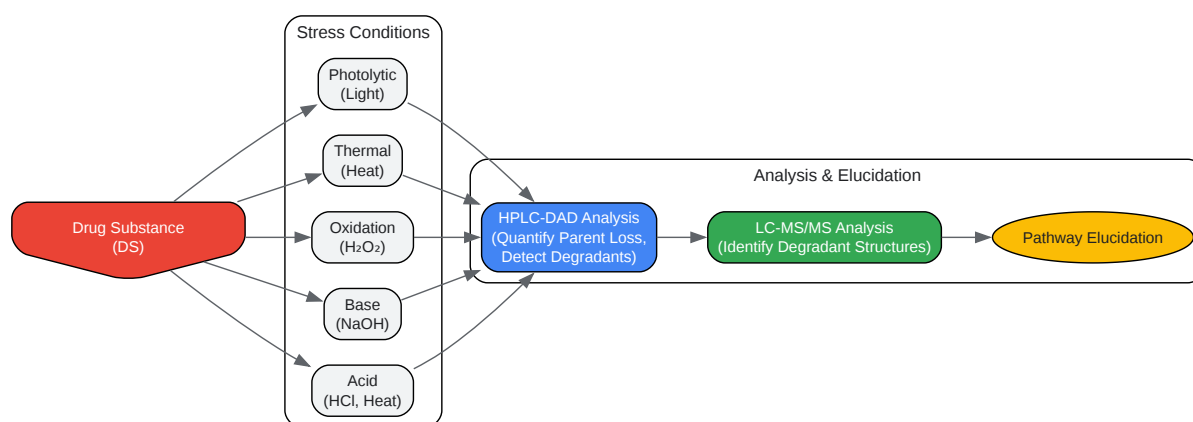 Stress Conditions
Photolytic
(Light)
Thermal
(Heat)
Analysis & Elucidation
Drug Substance
(DS)
Oxidation
(H₂O₂)
HPLC-DAD Analysis
(Quantify Parent Loss,
Detect Degradants)
LC-MS/MS Analysis
(Identify Degradant Structures)
Pathway Elucidation
Base
(NaOH)
Acid
(HCl, Heat)